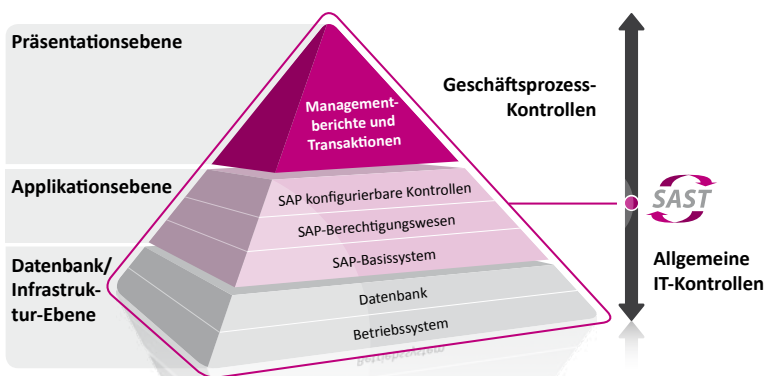 Präsentationsebene
Management-
berichte und
Transaktionen
Geschäftsprozess-
Kontrollen
Applikationsebene
SAP konfigurierbare Kontrollen
SAP-Berechtigungswesen
SAP-Basissystem
SAST
Datenbank/
Infrastruk-
tur-Ebene
Datenbank
Betriebssystem
Allgemeine
IT-Kontrollen